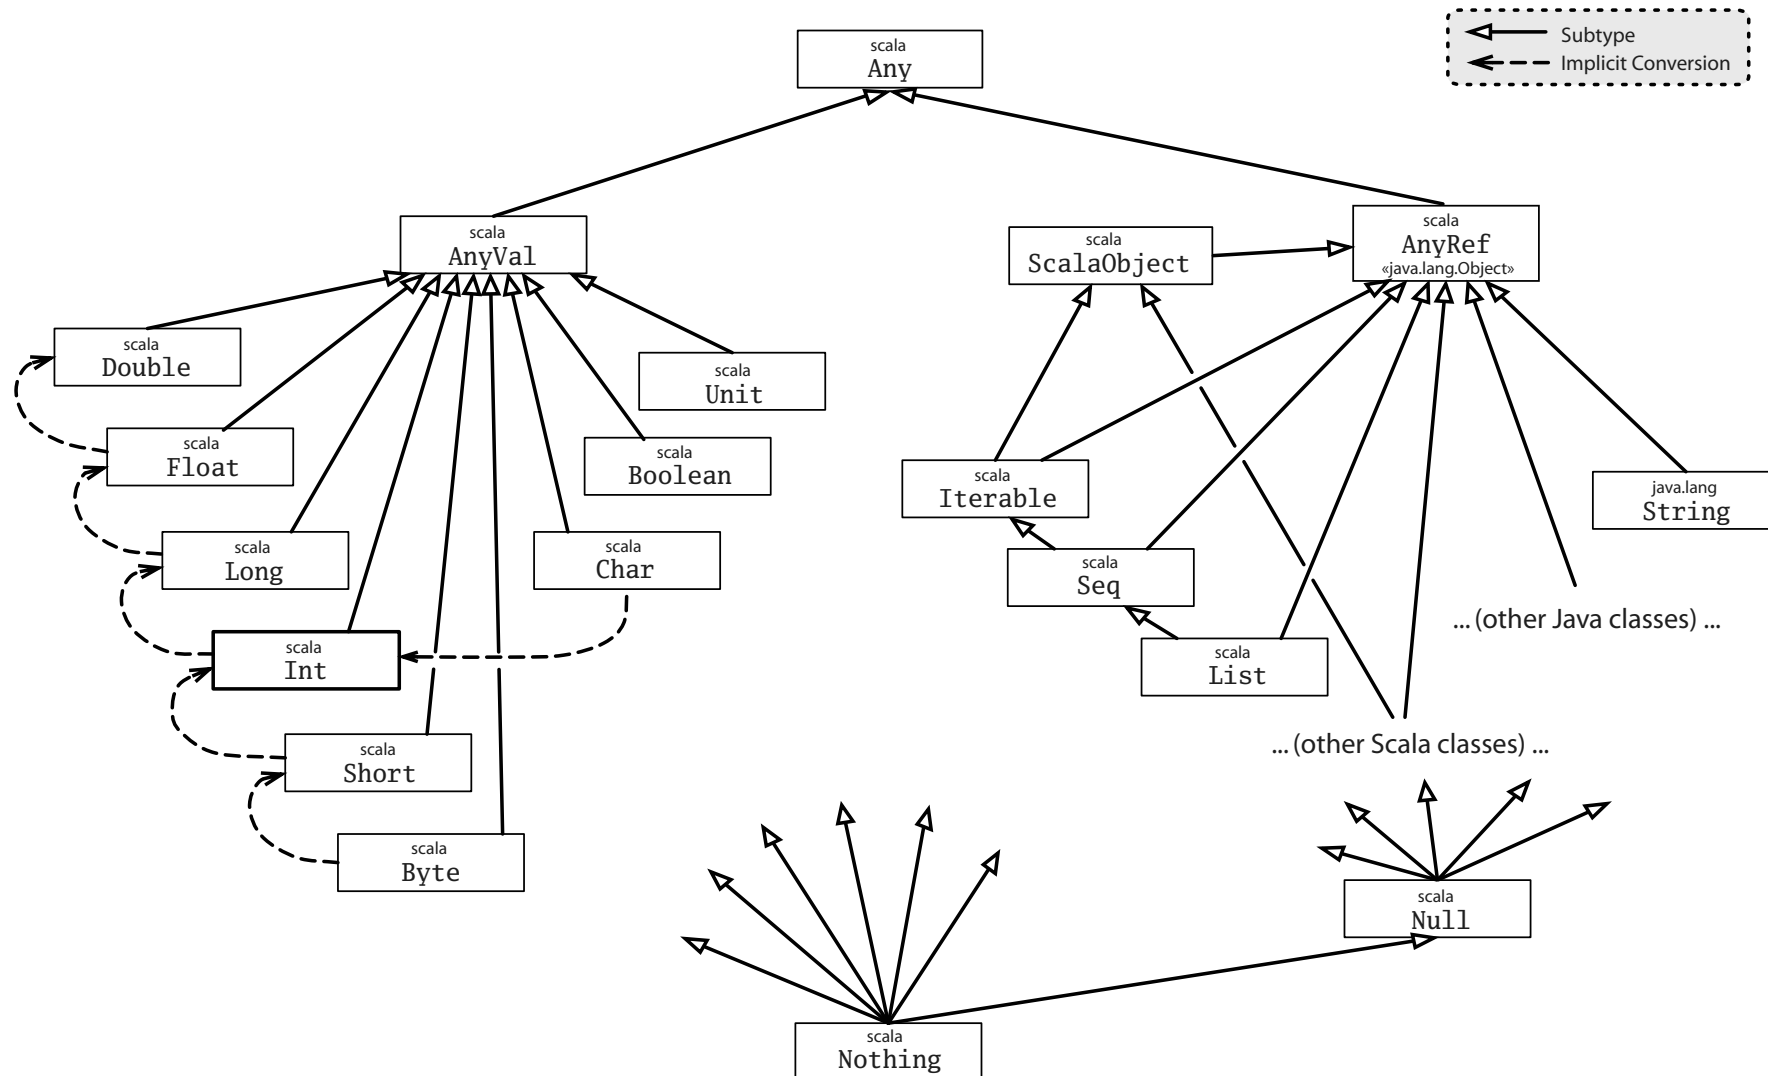 scala
Any
Subtype
Implicit Conversion
scala
AnyVal
scala
ScalaObject
scala
AnyRef
«java.lang.Object»
scala
Double
scala
Unit
scala
Float
scala
Boolean
scala
Iterable
java.lang
String
scala
Long
scala
Char
scala
Seq
... (other Java classes) ...
scala
Int
scala
List
scala
Short
... (other Scala classes) ...
scala
Byte
scala
Null
scala
Nothing